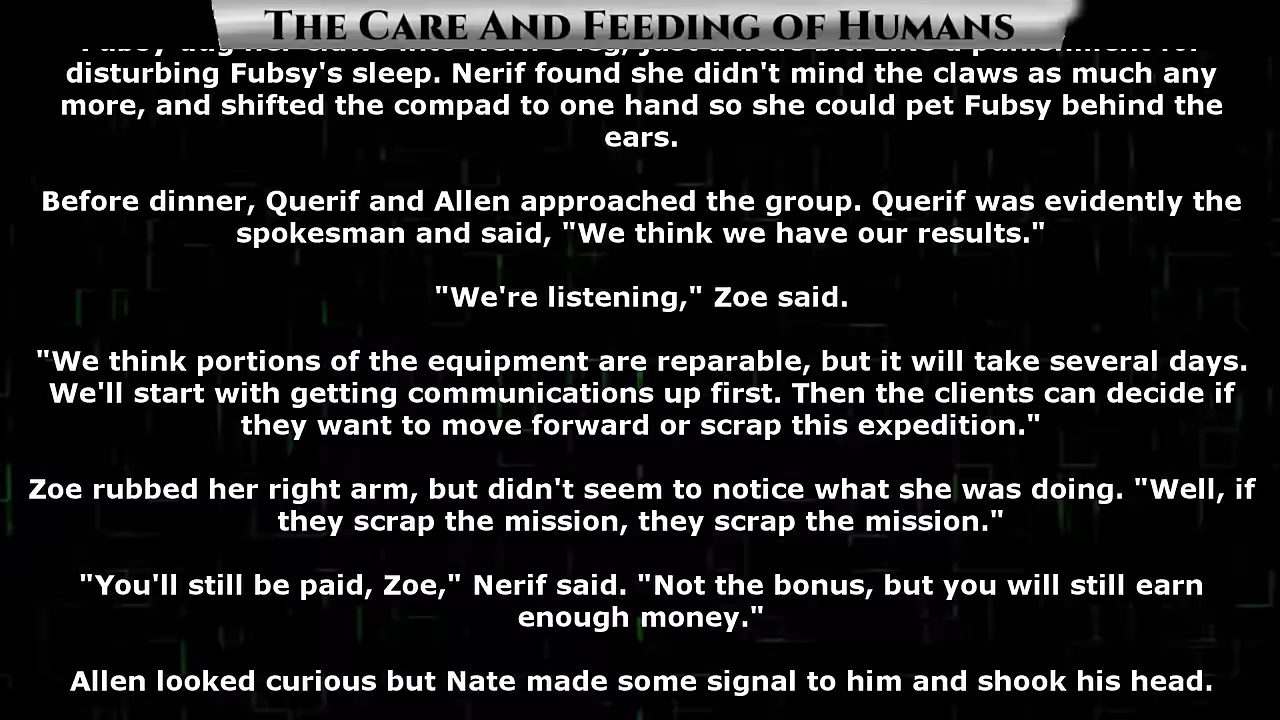 THE CARE AND FEEDING OF HUMANS
disturbing Fubsy's sleep. Nerif found she didn't mind the claws as much any
more, and shifted the compad to one hand so she could pet Fubsy behind the
ears.
Before dinner, Querif and Allen approached the group. Querif was evidently the
spokesman and said, "We think we have our results."
"We're listening," Zoe said.
"We think portions of the equipment are reparable, but it will take several days.
We'll start with getting communications up first. Then the clients can decide if
they want to move forward or scrap this expedition."
Zoe rubbed her right arm, but didn't seem to notice what she was doing. "Well, if
they scrap the mission, they scrap the mission."
"You'll still be paid, Zoe," Nerif said. "Not the bonus, but you will still earn
enough money."
Allen looked curious but Nate made some signal to him and shook his head.